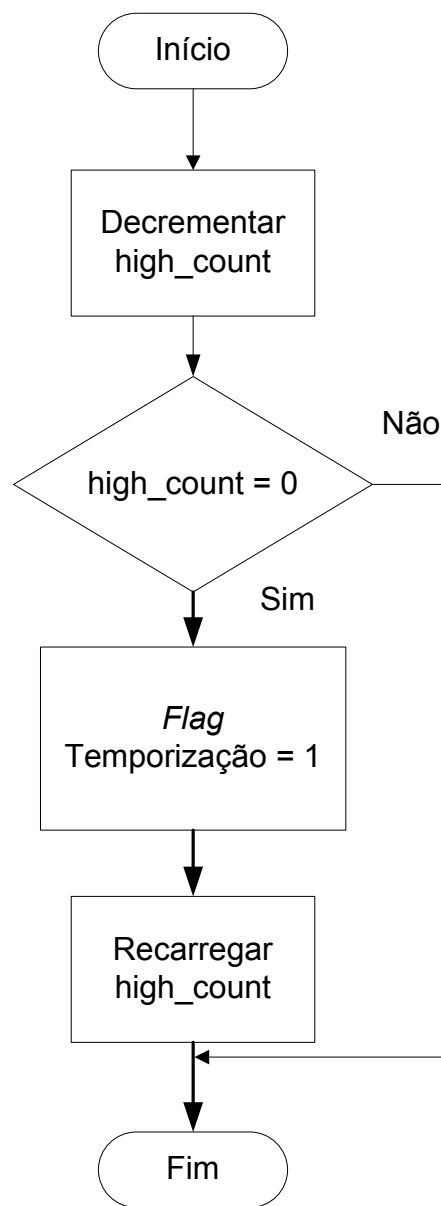 Início
Decrementar
high_count
Não
high_count = 0
Sim
Flag
Temporização = 1
Recarregar
high_count
Fim